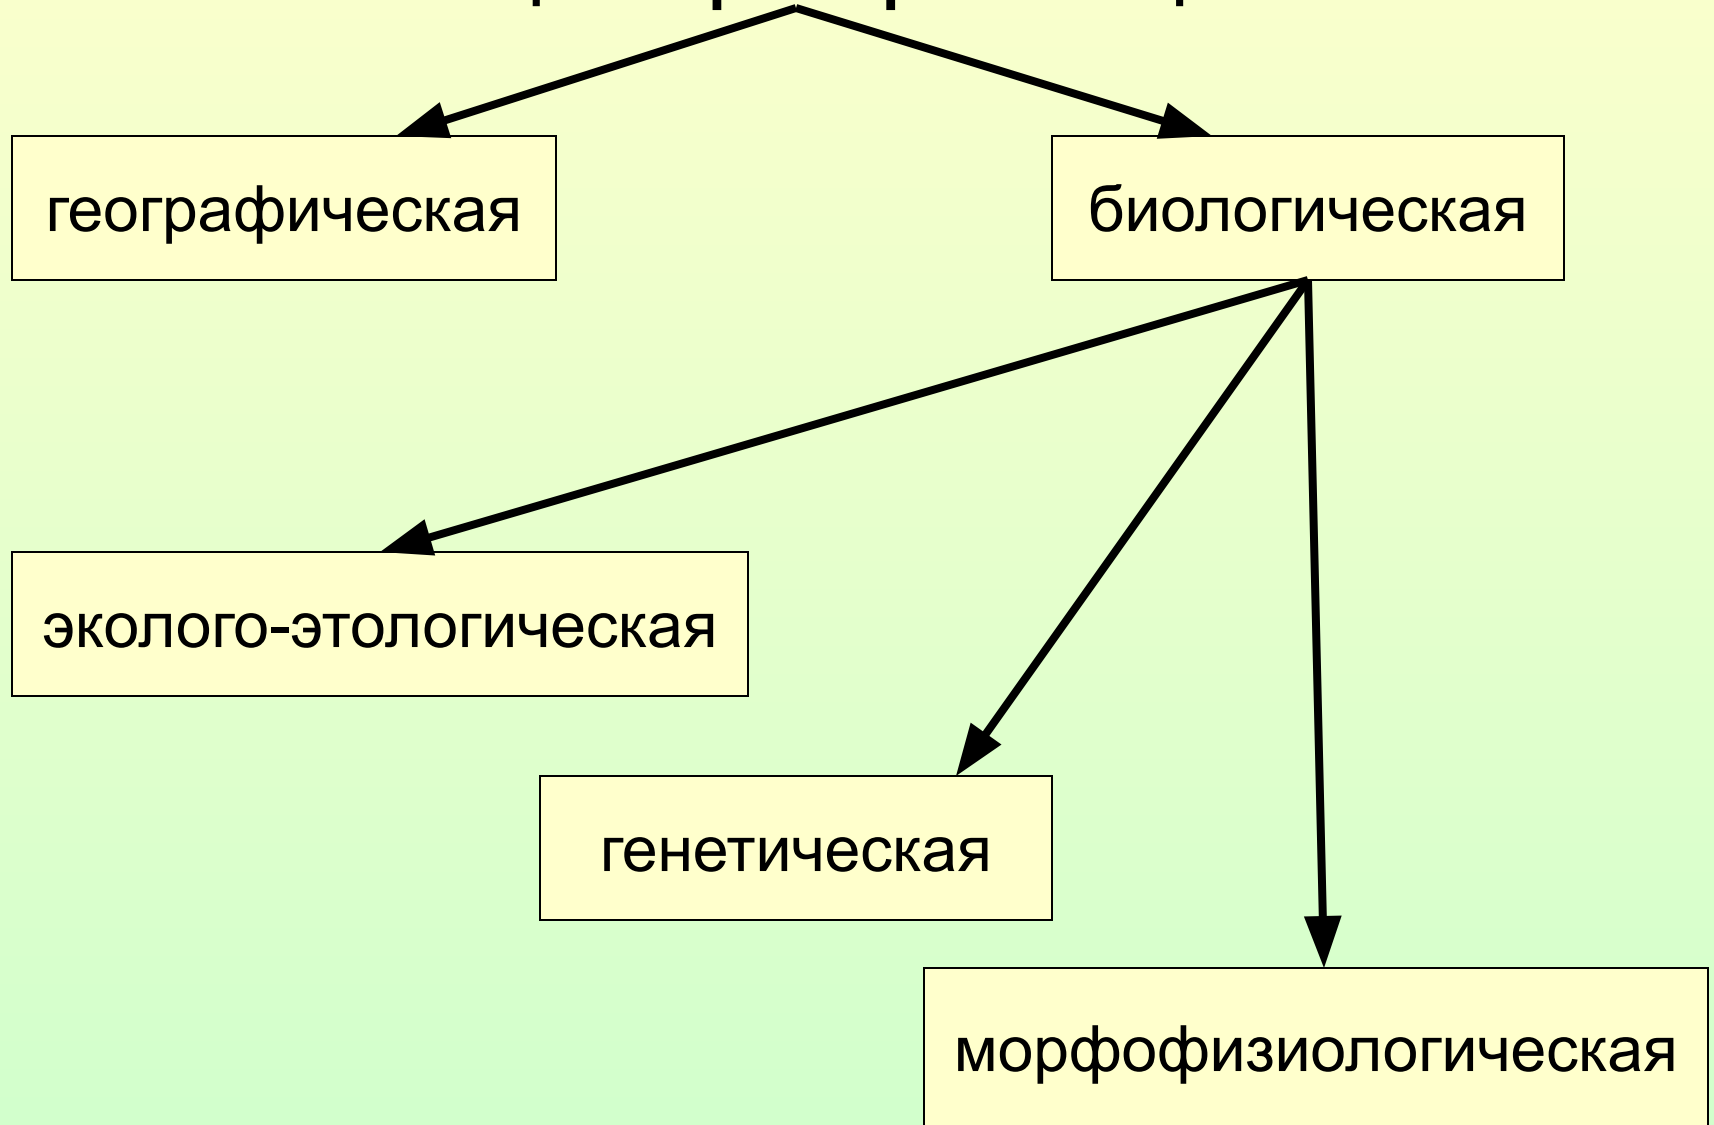 географическая
биологическая
эколого-этологическая
генетическая
морфофизиологическая